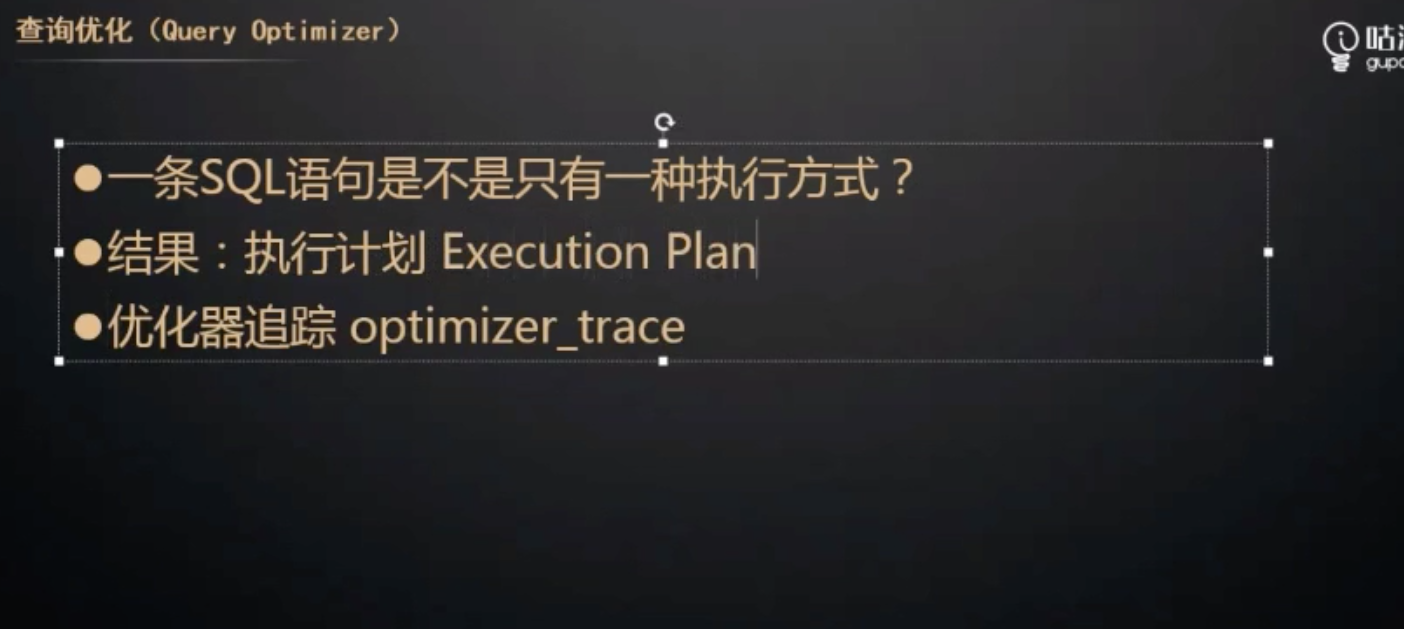 查询优化（Query Optimizer）
咕
●一条SQL语句是不是只有一种执行方式？
●结果：执行计划 Execution Plan
●优化器追踪 optimizer_trace